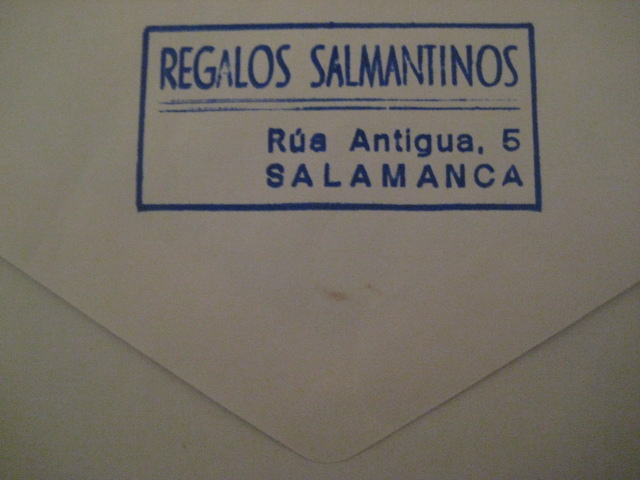 REGALOS SALMANTINOS
Rúa Antigua, 5
SALAMANCA